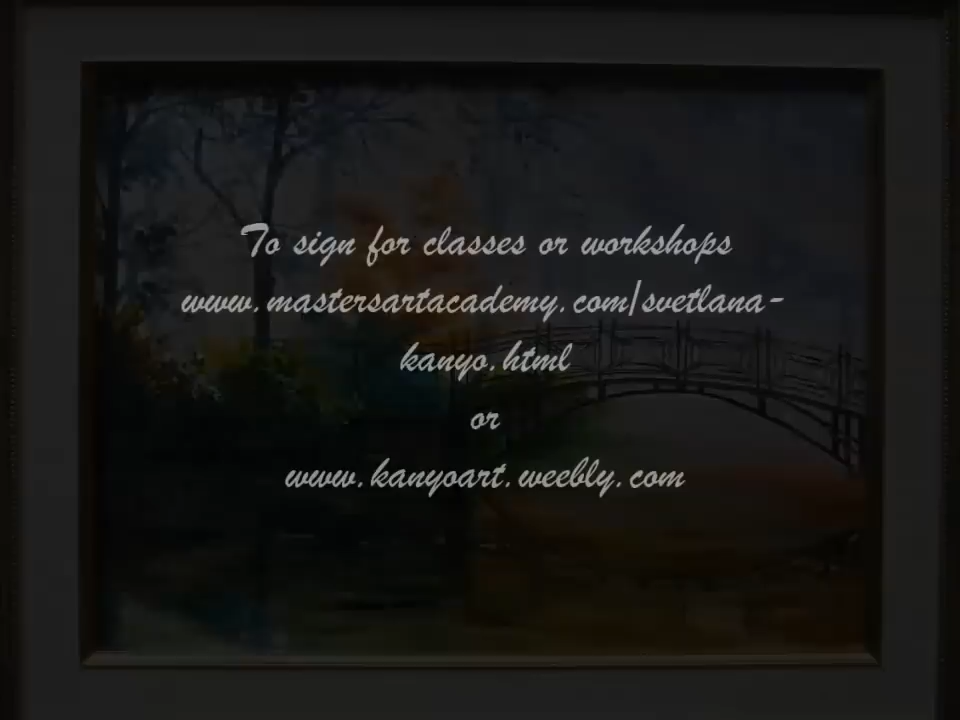 To sign for classes or workshops
www.mastersartacademy.com/svetlana-
kanyo.html
or
www.kanyoart.weebly.com